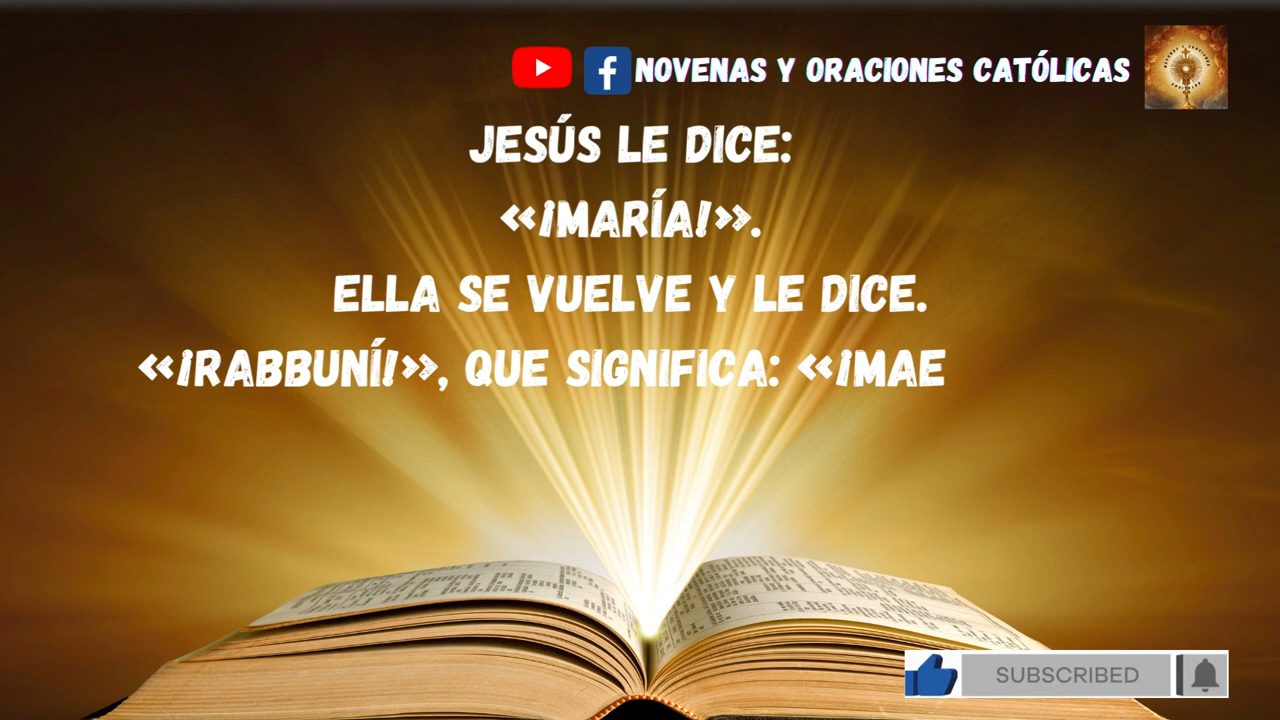 NOVENAS Y ORACIONES CATÓLICAS
JESÚS LE DICE:
«¡MARÍA!».
ELLA SE VUELVE Y LE DICE.
«¡RABBUNÍ!», QUE SIGNIFICA: «¡MAE
SUBSCRIBED